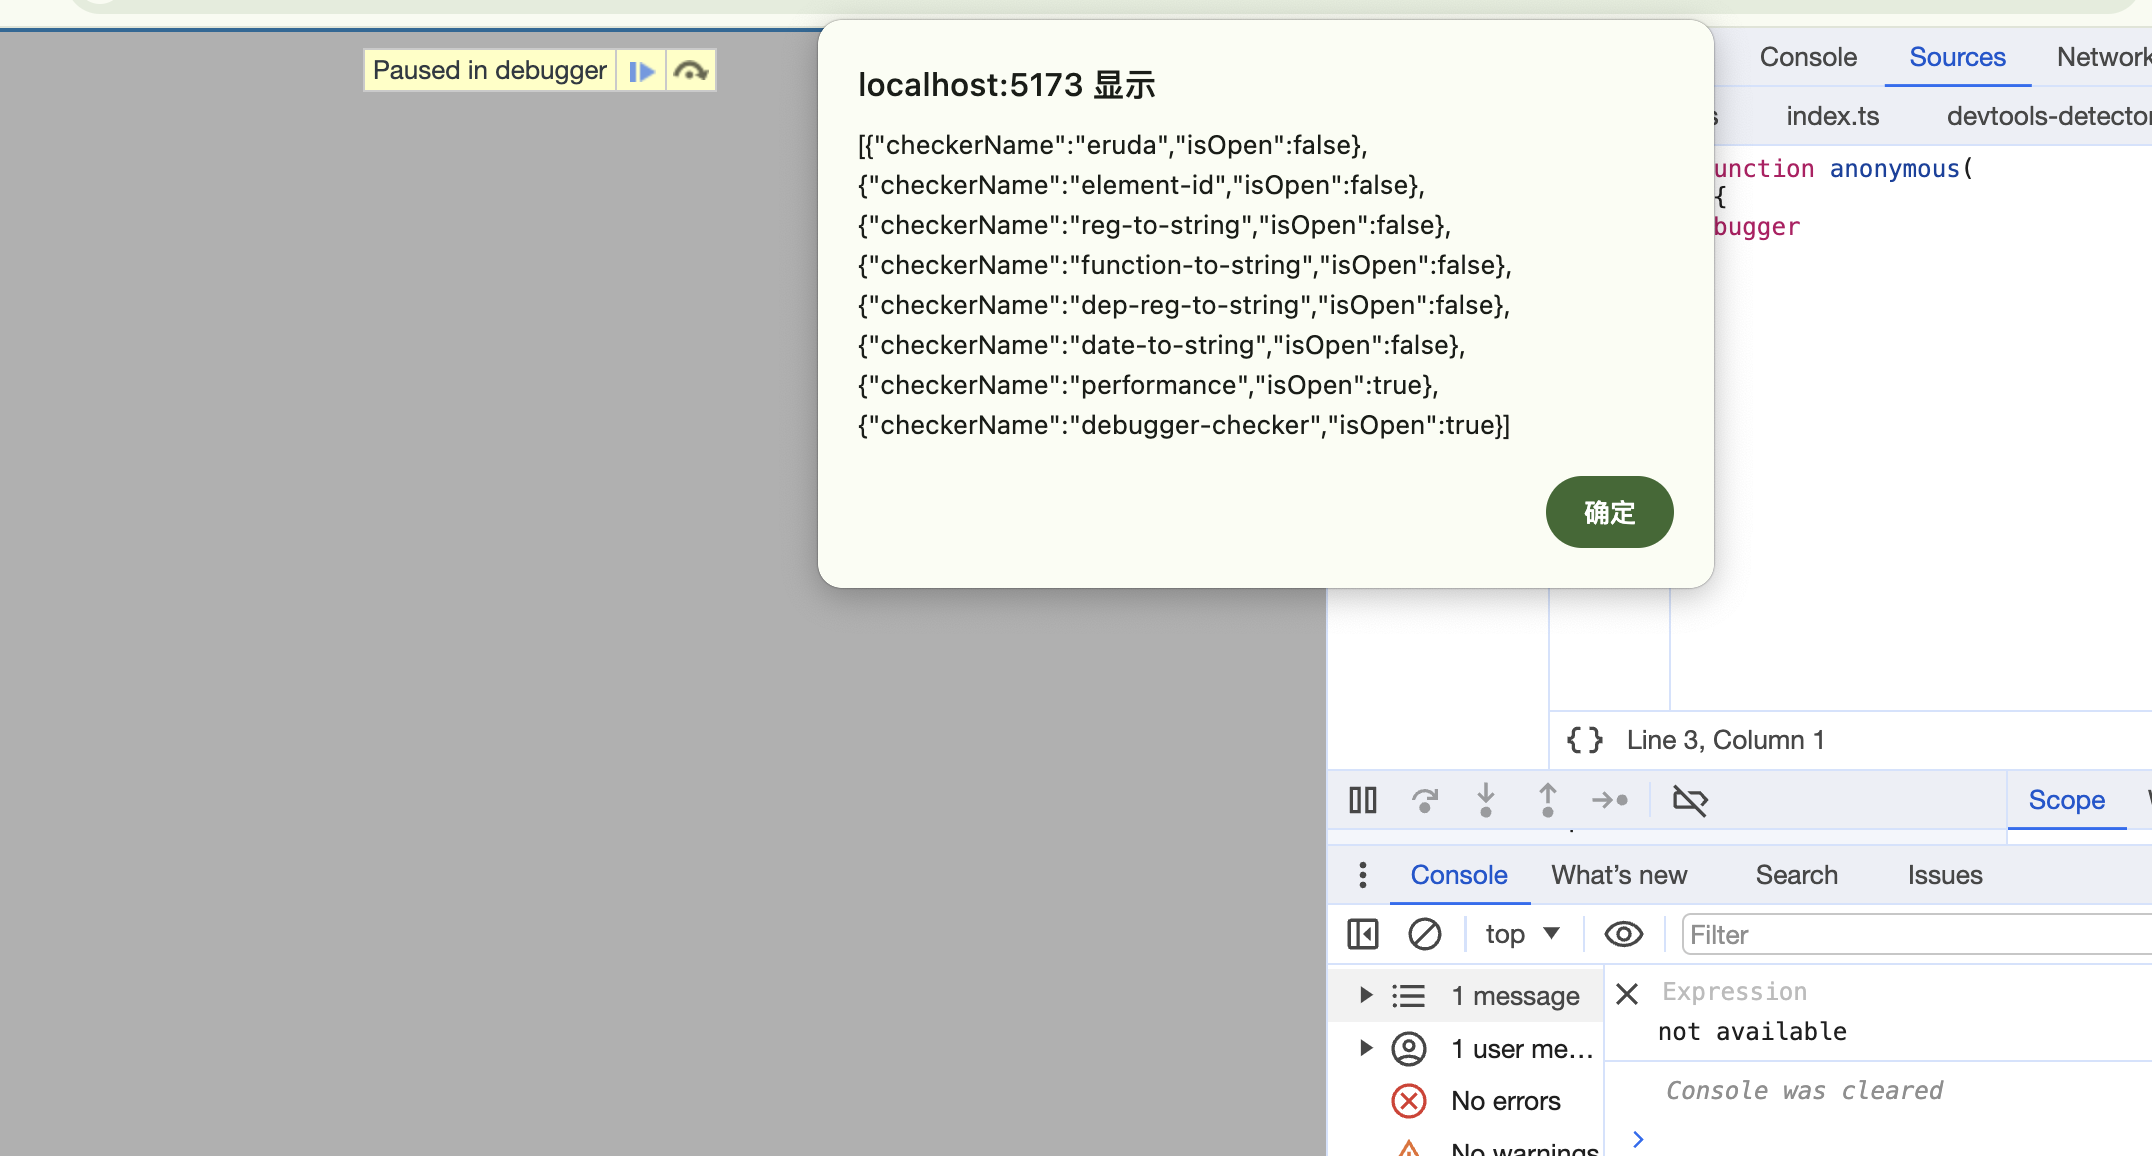 Paused in debugger
localhost:5173 显示
[{"checkerName":"eruda","isOpen":false},
{"checkerName":"element-id","isOpen":false},
{"checkerName":"reg-to-string","isOpen":false},
{"checkerName":"function-to-string","isOpen":false},
{"checkerName":"dep-reg-to-string","isOpen":false},
{"checkerName":"date-to-string","isOpen":false},
{"checkerName":"performance","isOpen":true},
{"checkerName":"debugger-checker","isOpen":true}]
确定
Console Sources Network
s index.ts devtools-detector
unction anonymous(
{
bugger
{} Line 3, Column 1
Scope
Console What's new Search Issues
top Filter
1 message
1 user me…
No errors
No warnings
Expression
not available
Console was cleared